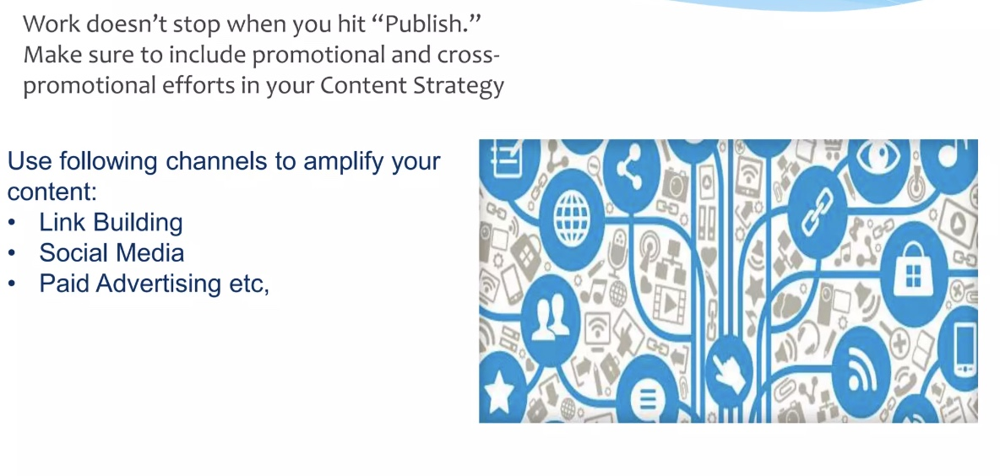 Work doesn’t stop when you hit “Publish.”
Make sure to include promotional and cross-
promotional efforts in your Content Strategy
Use following channels to amplify your
content:
• Link Building
• Social Media
• Paid Advertising etc,